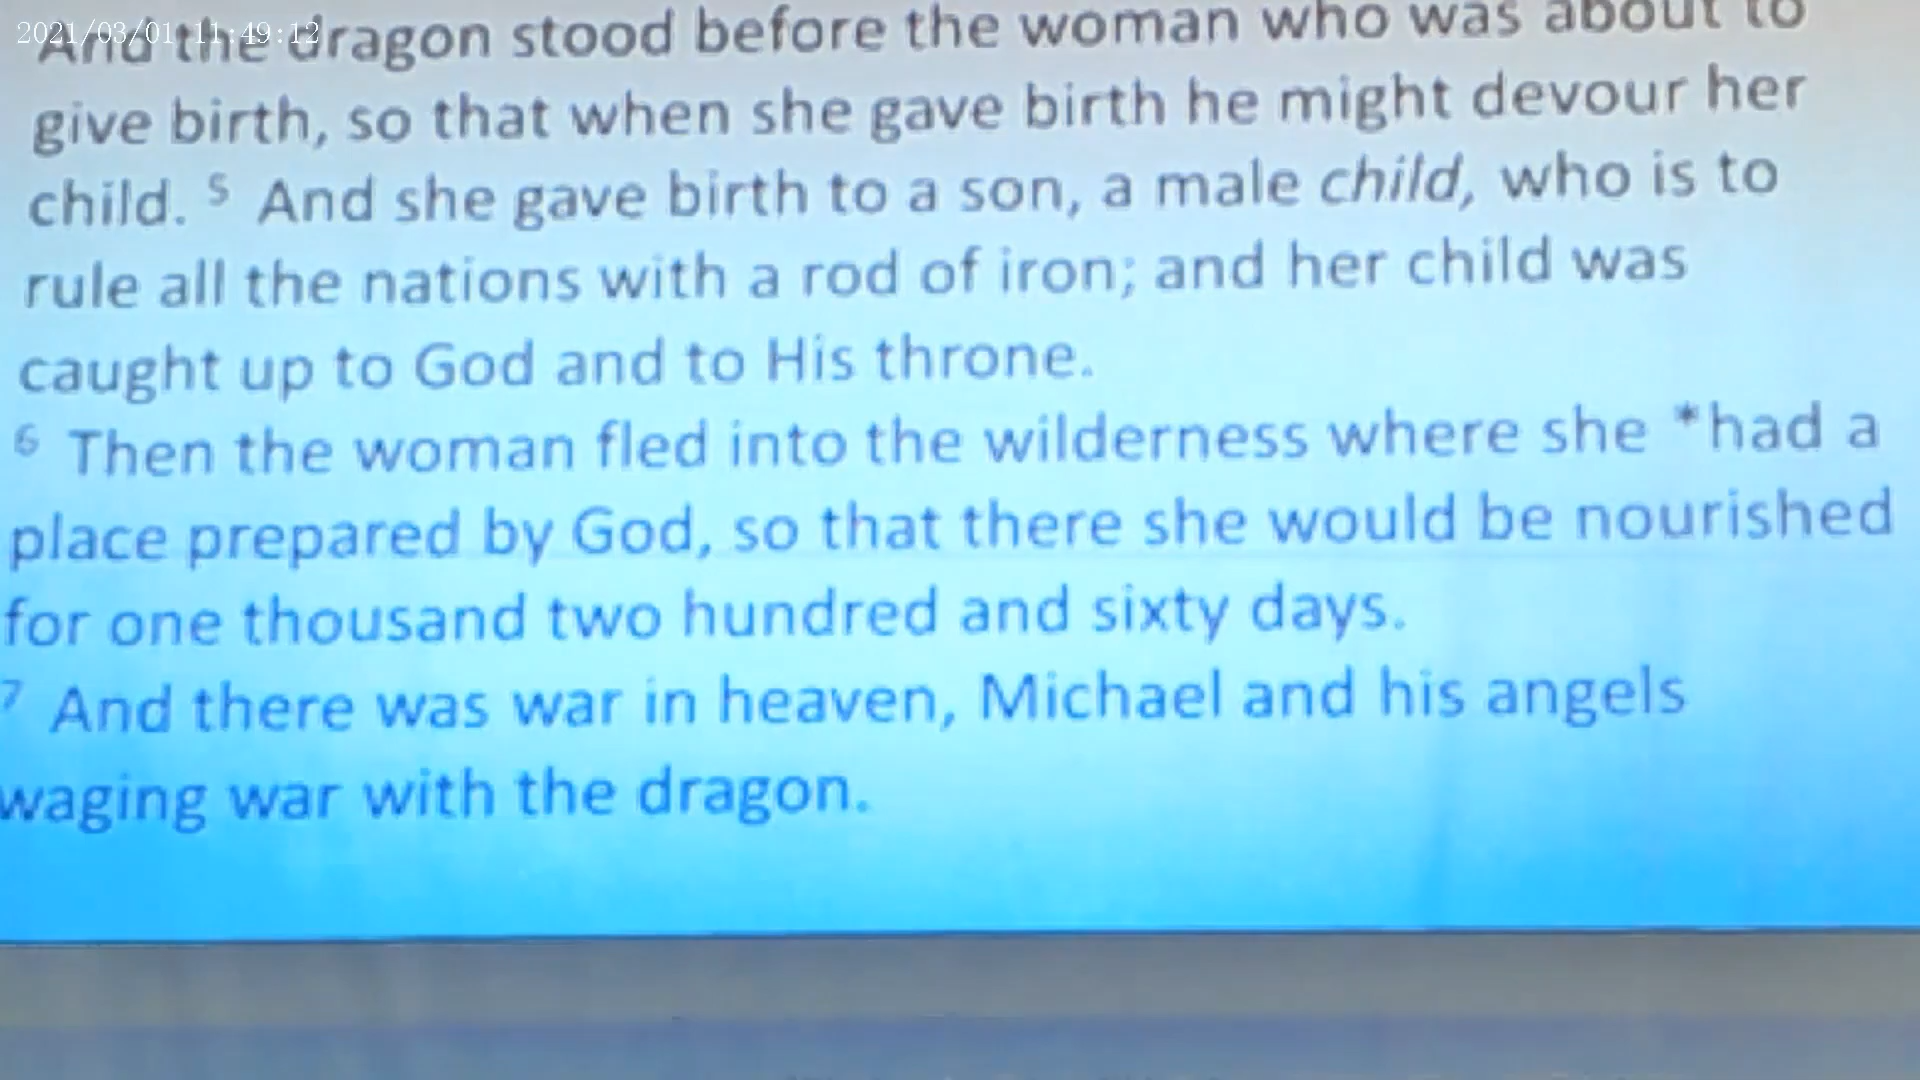 2021/03/01 11:49:12
And the dragon stood before the woman who was about to
give birth, so that when she gave birth he might devour her
child. 5 And she gave birth to a son, a male child, who is to
rule all the nations with a rod of iron; and her child was
caught up to God and to His throne.
6 Then the woman fled into the wilderness where she *had a
place prepared by God, so that there she would be nourished
for one thousand two hundred and sixty days.
7 And there was war in heaven, Michael and his angels
waging war with the dragon.